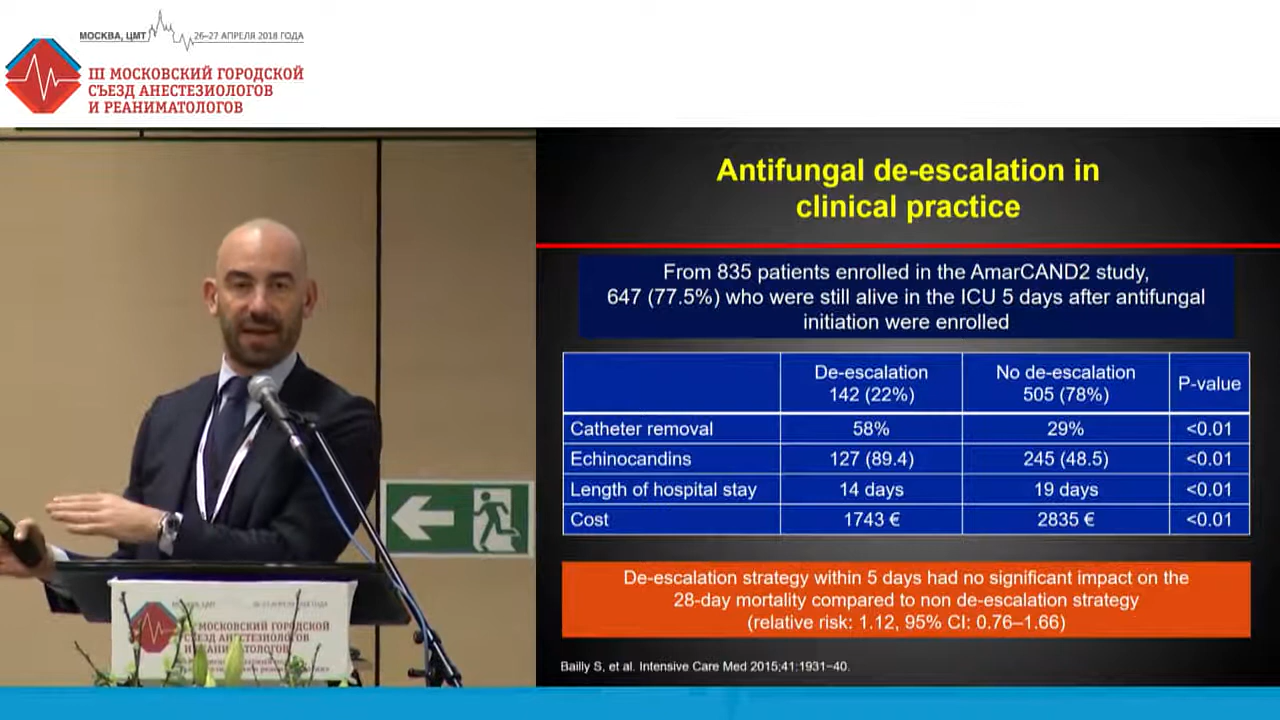 МОСКВА, ЦМТ
26–27 АПРЕЛЯ 2018 ГОДА
III МОСКОВСКИЙ ГОРОДСКОЙ
СЪЕЗД АНЕСТЕЗИОЛОГОВ
И РЕАНИМАТОЛОГОВ
Antifungal de-escalation in
clinical practice
From 835 patients enrolled in the AmarCAND2 study,
647 (77.5%) who were still alive in the ICU 5 days after antifungal
initiation were enrolled
De-escalation No de-escalation P-value
142 (22%) 505 (78%)
Catheter removal 58% 29% <0.01
Echinocandins 127 (89.4) 245 (48.5) <0.01
Length of hospital stay 14 days 19 days <0.01
Cost 1743 € 2835 € <0.01
De-escalation strategy within 5 days had no significant impact on the
28-day mortality compared to non de-escalation strategy
(relative risk: 1.12, 95% CI: 0.76–1.66)
Bailly S, et al. Intensive Care Med 2015;41:1931−40.
МОСКВА, ЦМТ
МОСКОВСКИЙ ГОРОДСКОЙ
СЪЕЗД АНЕСТЕЗИОЛОГОВ
И РЕАНИМАТОЛОГОВ